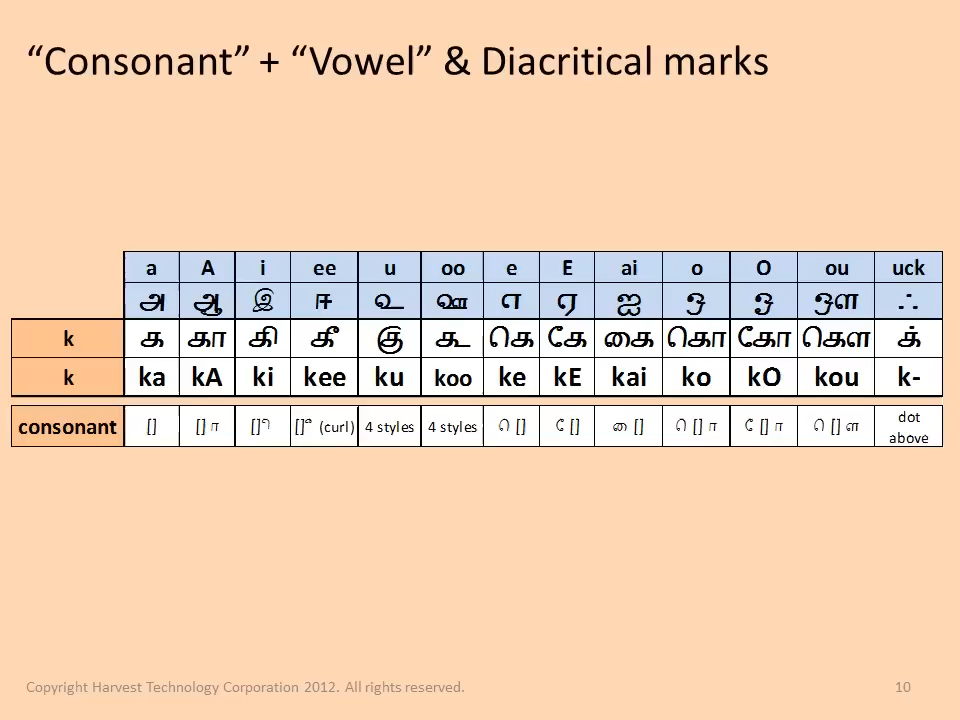 “Consonant” + “Vowel” & Diacritical marks
a A i ee u oo e E ai o O ou uck
அ ஆ இ ஈ உ ஊ எ ஏ ஐ ஒ ஓ ஔ ஃ
k க கா கி கீ கு கூ கெ கே கை கொ கோ கௌ க்
k ka kA ki kee ku koo ke kE kai ko kO kou k-
consonant [] [] ா [] ி [] ீ (curl) 4 styles 4 styles ெ [] ே [] ை [] ெ [] ா ே [] ா ெ [] ள dot above
Copyright Harvest Technology Corporation 2012. All rights reserved. 10